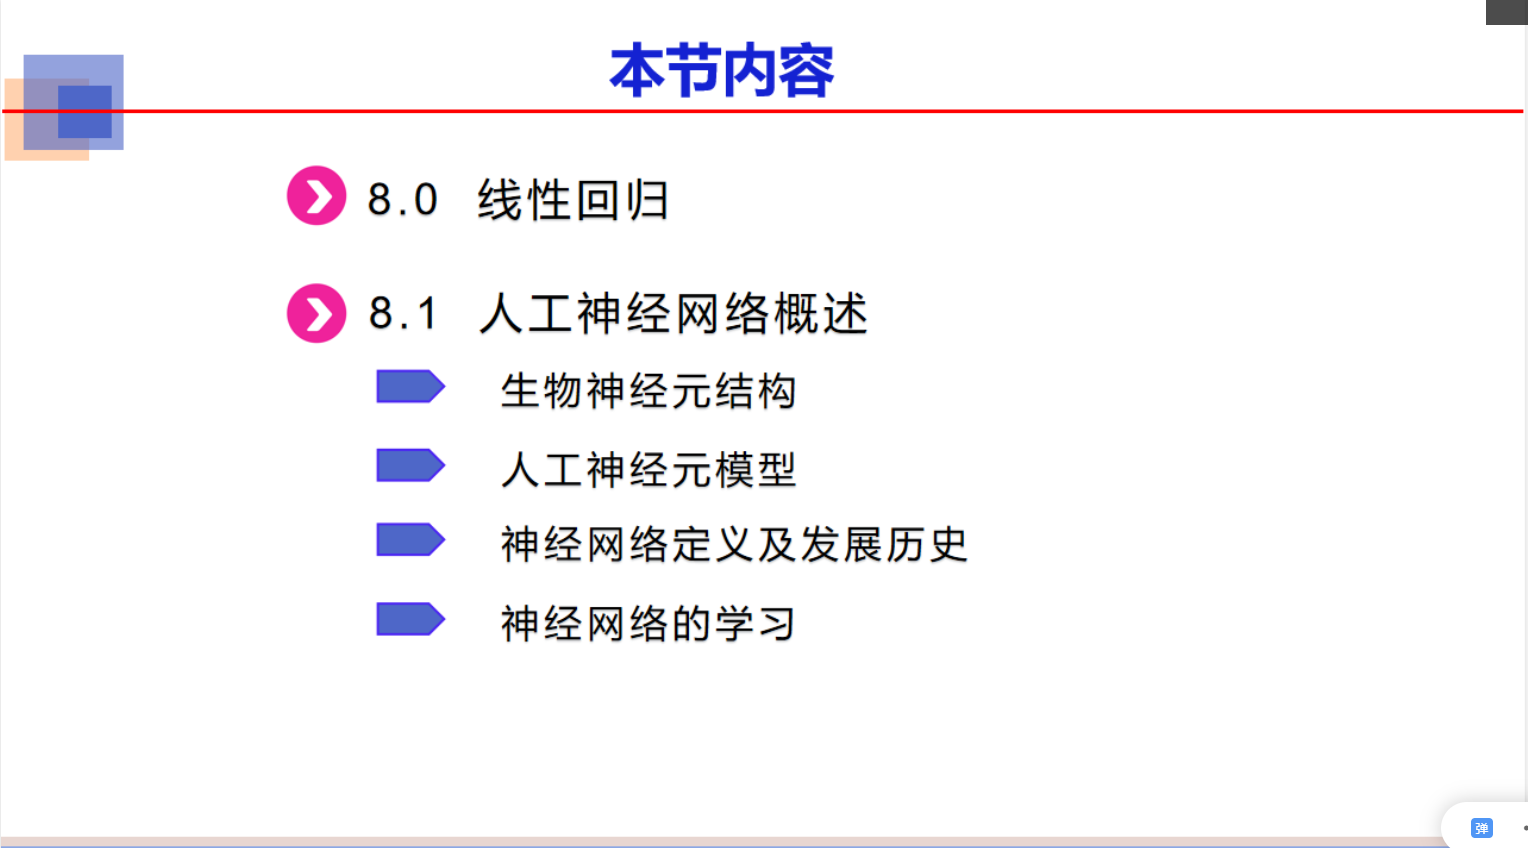 本节内容
8.0 线性回归
8.1 人工神经网络概述
生物神经元结构
人工神经元模型
神经网络定义及发展历史
神经网络的学习
弹